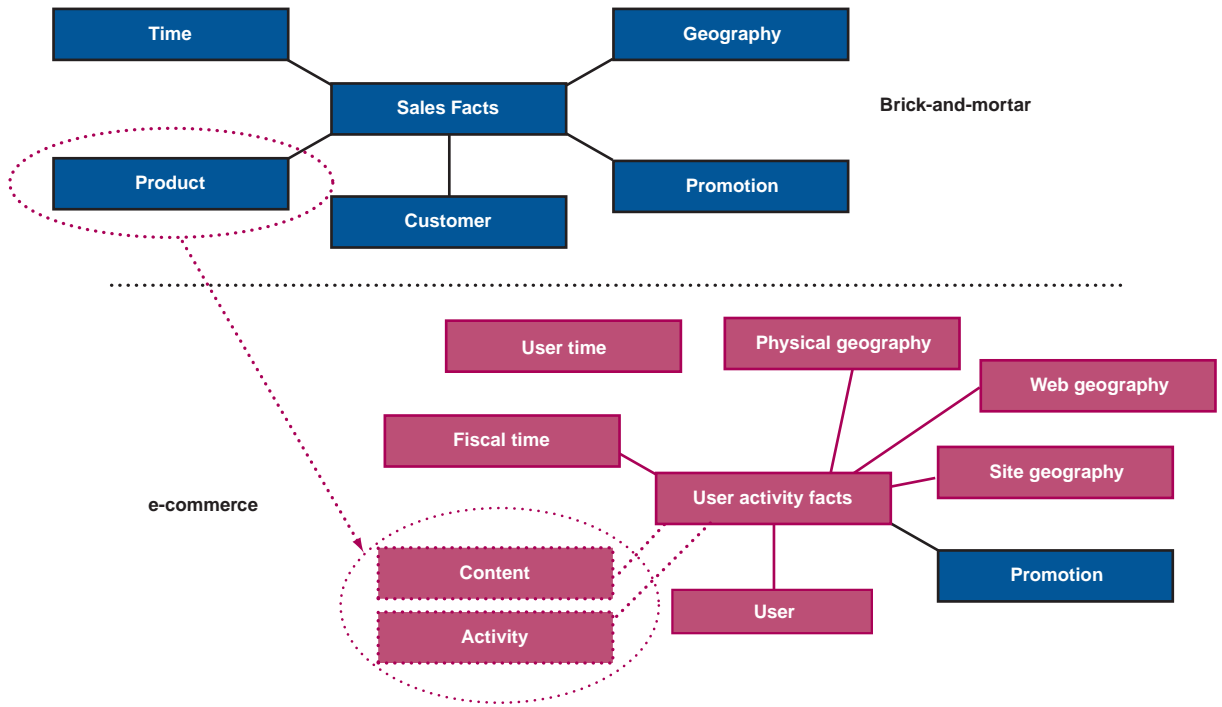 Time
Geography
Sales Facts
Brick-and-mortar
Product
Promotion
Customer
User time
Physical geography
Web geography
Fiscal time
Site geography
User activity facts
e-commerce
Content
Promotion
User
Activity